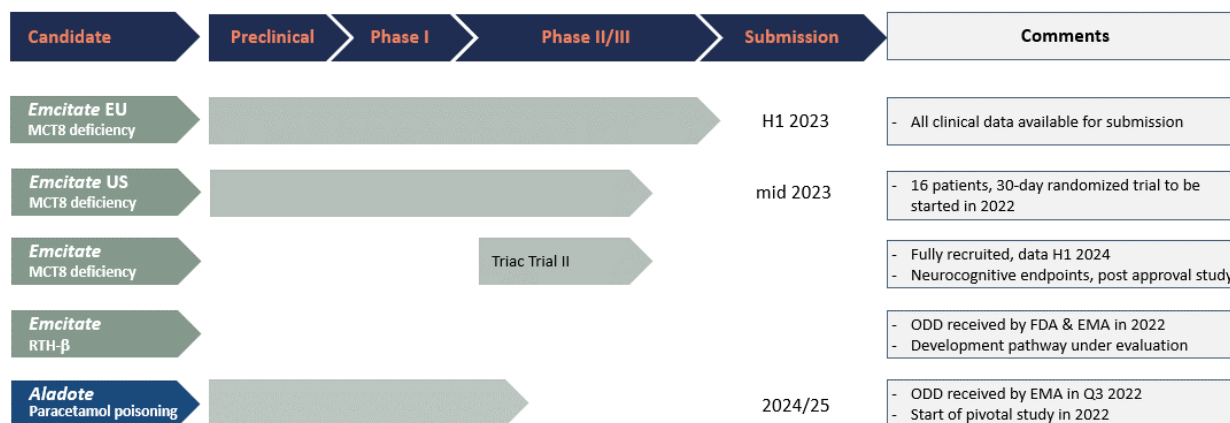 Candidate
Preclinical
Phase I
Phase II/III
Submission
Comments
Emcitate EU
MCT8 deficiency
H1 2023
- All clinical data available for submission
Emcitate US
MCT8 deficiency
mid 2023
- 16 patients, 30-day randomized trial to be
started in 2022
Emcitate
MCT8 deficiency
Triac Trial II
- Fully recruited, data H1 2024
- Neurocognitive endpoints, post approval study
Emcitate
RTH-β
- ODD received by FDA & EMA in 2022
- Development pathway under evaluation
Aladote
Paracetamol poisoning
2024/25
- ODD received by EMA in Q3 2022
- Start of pivotal study in 2022